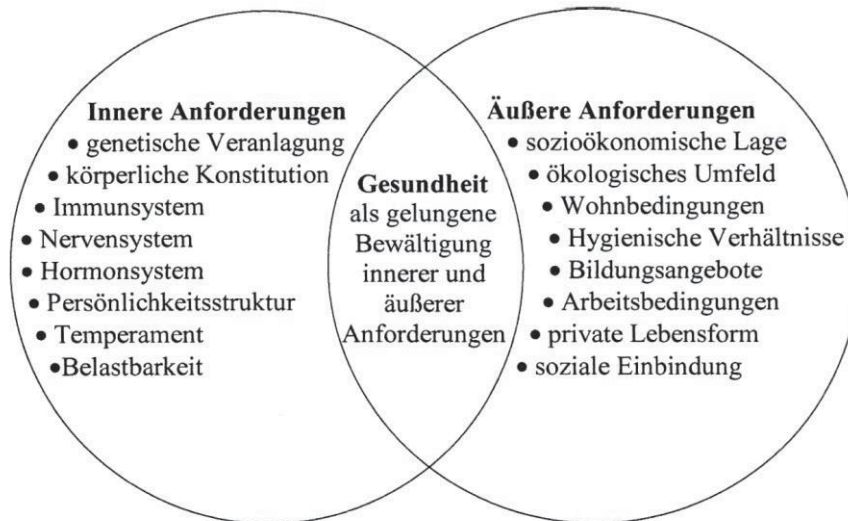 Innere Anforderungen
• genetische Veranlagung
• körperliche Konstitution
• Immunsystem
• Nervensystem
• Hormonsystem
• Persönlichkeitsstruktur
• Temperament
•Belastbarkeit
Gesundheit
als gelungene
Bewältigung
innerer und
äußerer
Anforderungen
Äußere Anforderungen
• sozioökonomische Lage
• ökologisches Umfeld
• Wohnbedingungen
• Hygienische Verhältnisse
• Bildungsangebote
• Arbeitsbedingungen
• private Lebensform
• soziale Einbindung